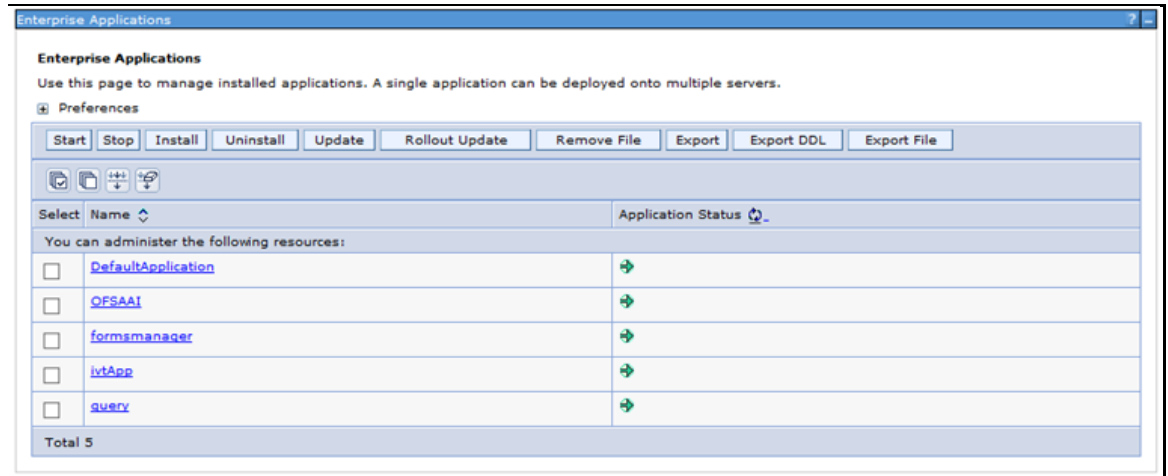 Enterprise Applications ? -
Enterprise Applications
Use this page to manage installed applications. A single application can be deployed onto multiple servers.
+ Preferences
Start Stop Install Uninstall Update Rollout Update Remove File Export Export DDL Export File
Select Name Application Status
You can administer the following resources:
DefaultApplication
OFSAAI
formsmanager
ivtApp
query
Total 5